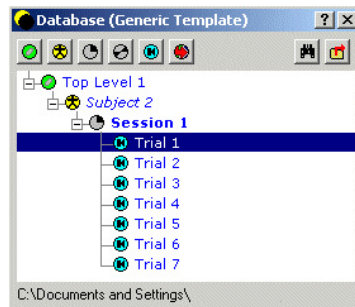 Database (Generic Template)
Top Level 1
Subject 2
Session 1
Trial 1
Trial 2
Trial 3
Trial 4
Trial 5
Trial 6
Trial 7
C:\Documents and Settings\